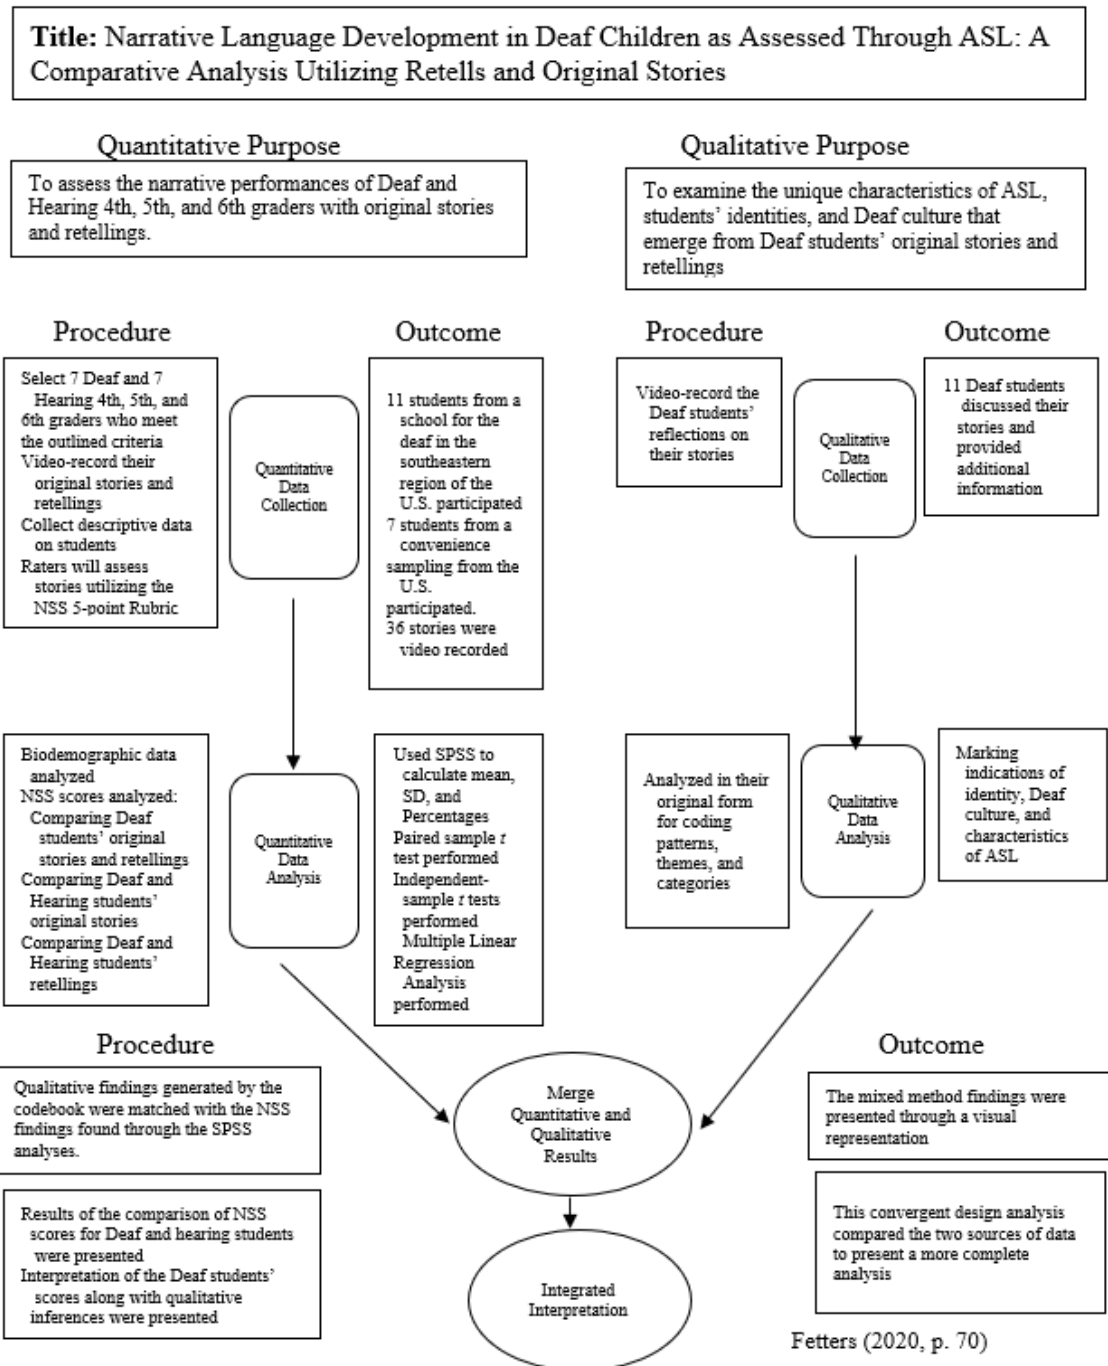 Title: Narrative Language Development in Deaf Children as Assessed Through ASL: A
Comparative Analysis Utilizing Retells and Original Stories
Quantitative Purpose
To assess the narrative performances of Deaf and
Hearing 4th, 5th, and 6th graders with original stories
and retellings.
Qualitative Purpose
To examine the unique characteristics of ASL,
students' identities, and Deaf culture that
emerge from Deaf students' original stories and
retellings
Procedure
Select 7 Deaf and 7
Hearing 4th, 5th, and
6th graders who meet
the outlined criteria
Video-record their
original stories and
retellings
Collect descriptive data
on students
Raters will assess
stories utilizing the
NSS 5-point Rubric
Quantitative
Data
Collection
Outcome
11 students from a
school for the
deaf in the
southeastern
region of the
U.S. participated
7 students from a
convenience
sampling from the
U.S.
participated.
36 stories were
video recorded
Procedure
Video-record the
Deaf students'
reflections on
their stories
Qualitative
Data
Collection
Outcome
11 Deaf students
discussed their
stories and
provided
additional
information
Biodemographic data
analyzed
NSS scores analyzed:
Comparing Deaf
students' original
stories and retellings
Comparing Deaf and
Hearing students'
original stories
Comparing Deaf and
Hearing students'
retellings
Quantitative
Data
Analysis
Used SPSS to
calculate mean,
SD, and
Percentages
Paired sample t
test performed
Independent-
sample t tests
performed
Multiple Linear
Regression
Analysis
performed
Analyzed in their
original form
for coding
patterns,
themes, and
categories
Qualitative
Data
Analysis
Marking
indications of
identity, Deaf
culture, and
characteristics
of ASL
Procedure
Qualitative findings generated by the
codebook were matched with the NSS
findings found through the SPSS
analyses.
Results of the comparison of NSS
scores for Deaf and hearing students
were presented
Interpretation of the Deaf students'
scores along with qualitative
inferences were presented
Merge
Quantitative and
Qualitative
Results
Integrated
Interpretation
Outcome
The mixed method findings were
presented through a visual
representation
This convergent design analysis
compared the two sources of data
to present a more complete
analysis
Fetters (2020, p. 70)